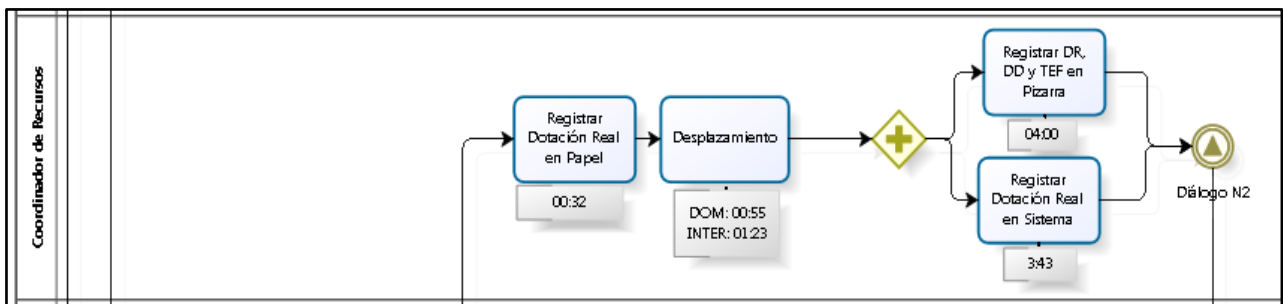 Coordinador de Recursos
Registrar
Dotación Real
en Papel
00:32
Desplazamiento
DOM: 00:55
INTER: 01:23
Registrar DR,
DD y TEF en
Pizarra
04:00
Registrar
Dotación Real
en Sistema
3:43
Diálogo N2